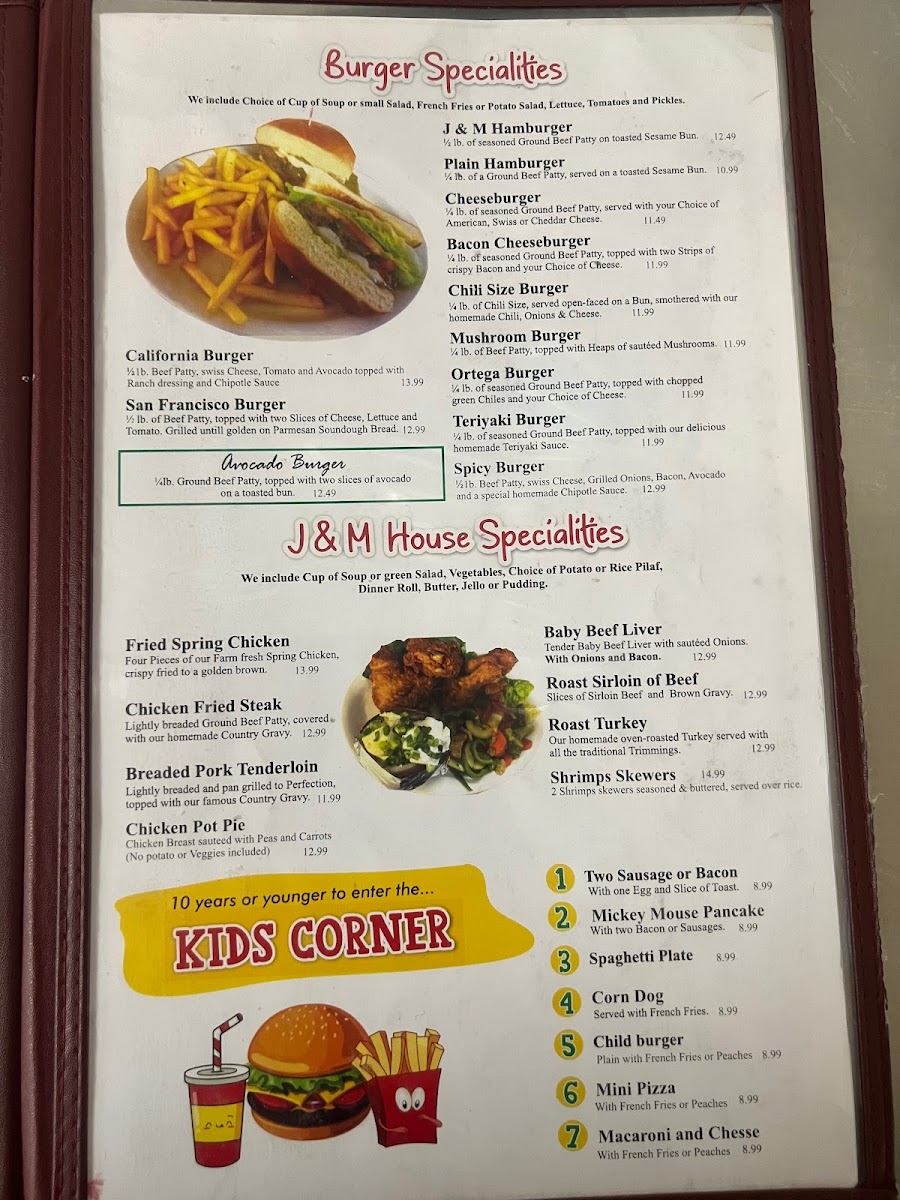 Burger Specialities
We include Choice of Cup of Soup or small Salad, French Fries or Potato Salad, Lettuce, Tomatoes and Pickles.
J & M Hamburger
½ lb. of seasoned Ground Beef Patty on toasted Sesame Bun. 12.49
Plain Hamburger
¼ lb. of a Ground Beef Patty, served on a toasted Sesame Bun. 10.99
Cheeseburger
¼ lb. of seasoned Ground Beef Patty, served with your Choice of
American, Swiss or Cheddar Cheese. 11.49
Bacon Cheeseburger
¼ lb. of seasoned Ground Beef Patty, topped with two Strips of
crispy Bacon and your Choice of Cheese. 11.99
Chili Size Burger
¼ lb. of Chili Size, served open-faced on a Bun, smothered with our
homemade Chili, Onions & Cheese. 11.99
Mushroom Burger
¼ lb. of Beef Patty, topped with Heaps of sautéed Mushrooms. 11.99
Ortega Burger
¼ lb. of seasoned Ground Beef Patty, topped with chopped
green Chiles and your Choice of Cheese. 11.99
Teriyaki Burger
¼ lb. of seasoned Ground Beef Patty, topped with our delicious
homemade Teriyaki Sauce. 11.99
Spicy Burger
½lb. Beef Patty, swiss Cheese, Grilled Onions, Bacon, Avocado
and a special homemade Chipotle Sauce. 12.99
California Burger
½lb. Beef Patty, swiss Cheese, Tomato and Avocado topped with
Ranch dressing and Chipotle Sauce 13.99
San Francisco Burger
½ lb. of Beef Patty, topped with two Slices of Cheese, Lettuce and
Tomato. Grilled untill golden on Parmesan Soundough Bread. 12.99
Avocado Burger
¼lb. Ground Beef Patty, topped with two slices of avocado
on a toasted bun. 12.49
J & M House Specialities
We include Cup of Soup or green Salad, Vegetables, Choice of Potato or Rice Pilaf,
Dinner Roll, Butter, Jello or Pudding.
Fried Spring Chicken
Four Pieces of our Farm fresh Spring Chicken,
crispy fried to a golden brown. 13.99
Chicken Fried Steak
Lightly breaded Ground Beef Patty, covered
with our homemade Country Gravy. 12.99
Breaded Pork Tenderloin
Lightly breaded and pan grilled to Perfection,
topped with our famous Country Gravy. 11.99
Chicken Pot Pie
Chicken Breast sauteed with Peas and Carrots
(No potato or Veggies included) 12.99
Baby Beef Liver
Tender Baby Beef Liver with sautéed Onions.
With Onions and Bacon. 12.99
Roast Sirloin of Beef
Slices of Sirloin Beef and Brown Gravy. 12.99
Roast Turkey
Our homemade oven-roasted Turkey served with
all the traditional Trimmings. 12.99
Shrimps Skewers 14.99
2 Shrimps skewers seasoned & buttered, served over rice.
10 years or younger to enter the...
KIDS CORNER
1 Two Sausage or Bacon
With one Egg and Slice of Toast. 8.99
2 Mickey Mouse Pancake
With two Bacon or Sausages. 8.99
3 Spaghetti Plate 8.99
4 Corn Dog
Served with French Fries. 8.99
5 Child burger
Plain with French Fries or Peaches 8.99
6 Mini Pizza
With French Fries or Peaches 8.99
7 Macaroni and Chesse
With French Fries or Peaches 8.99